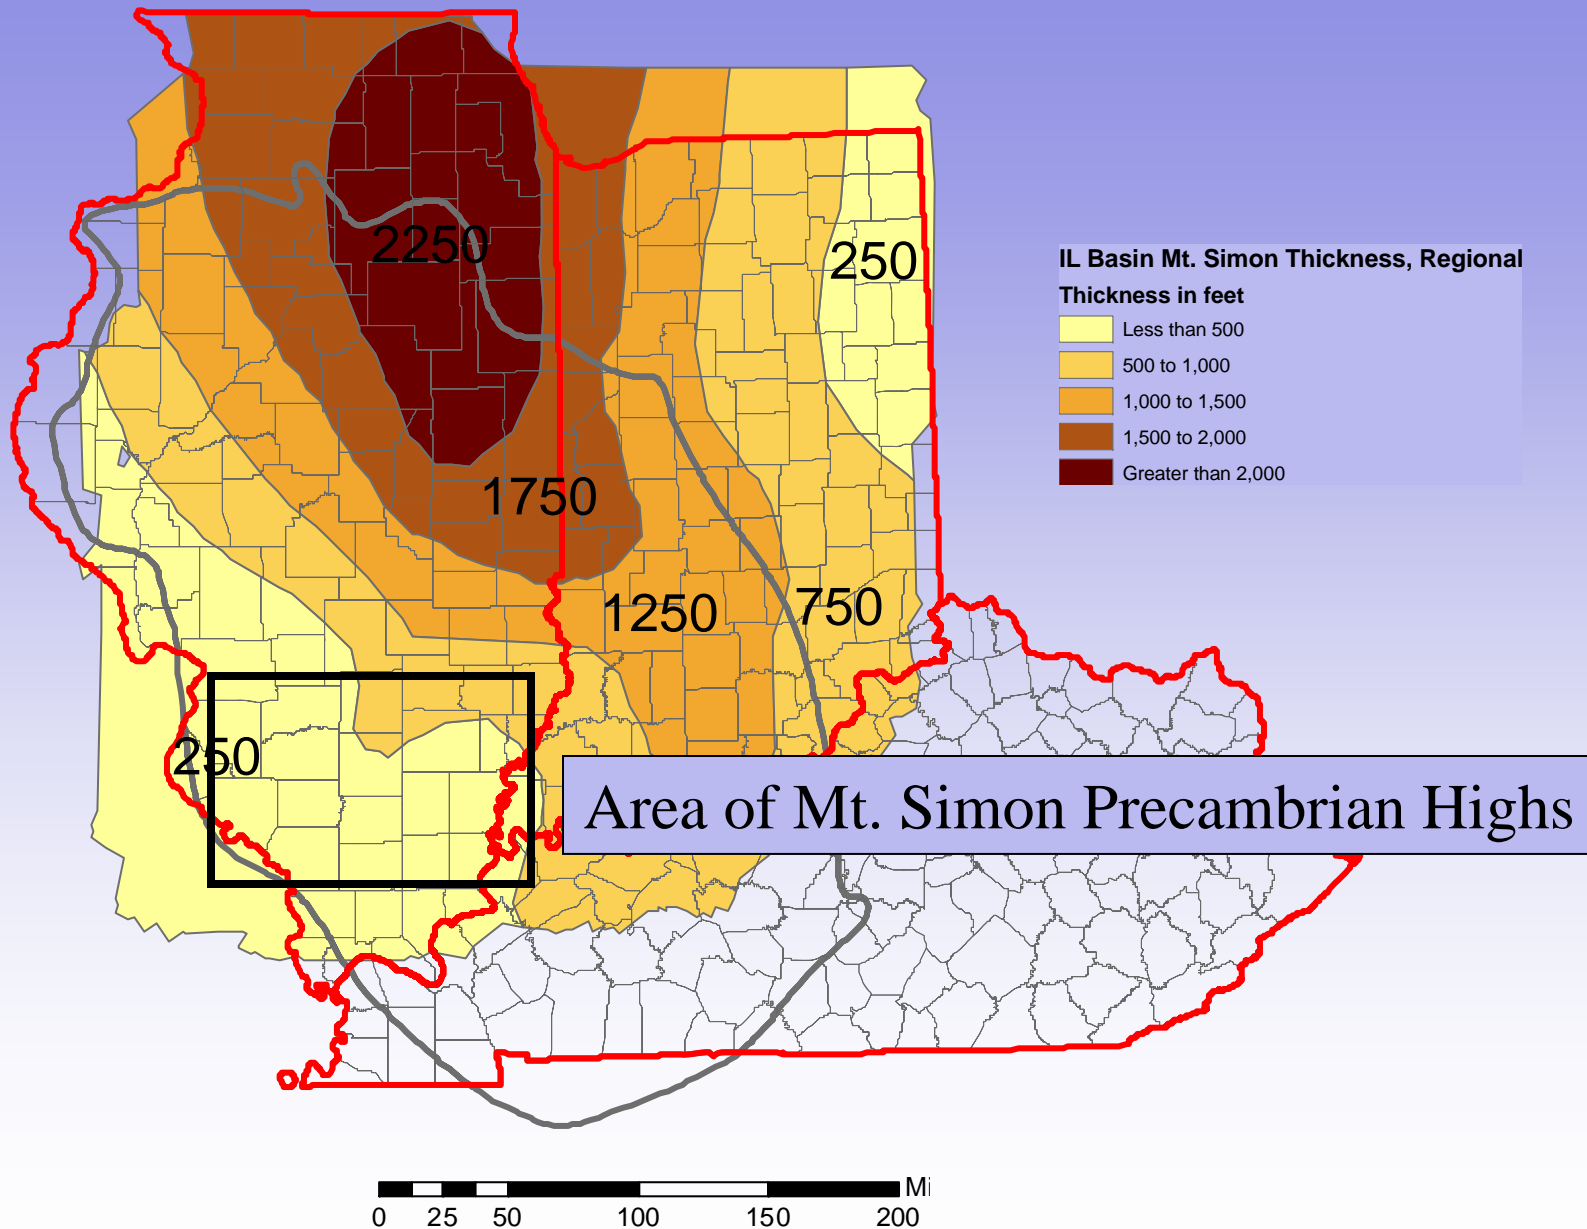 2250
250
IL Basin Mt. Simon Thickness, Regional
Thickness in feet
Less than 500
500 to 1,000
1,000 to 1,500
1,500 to 2,000
Greater than 2,000
1750
1250
750
250
Area of Mt. Simon Precambrian Highs
Mi
0 25 50 100 150 200